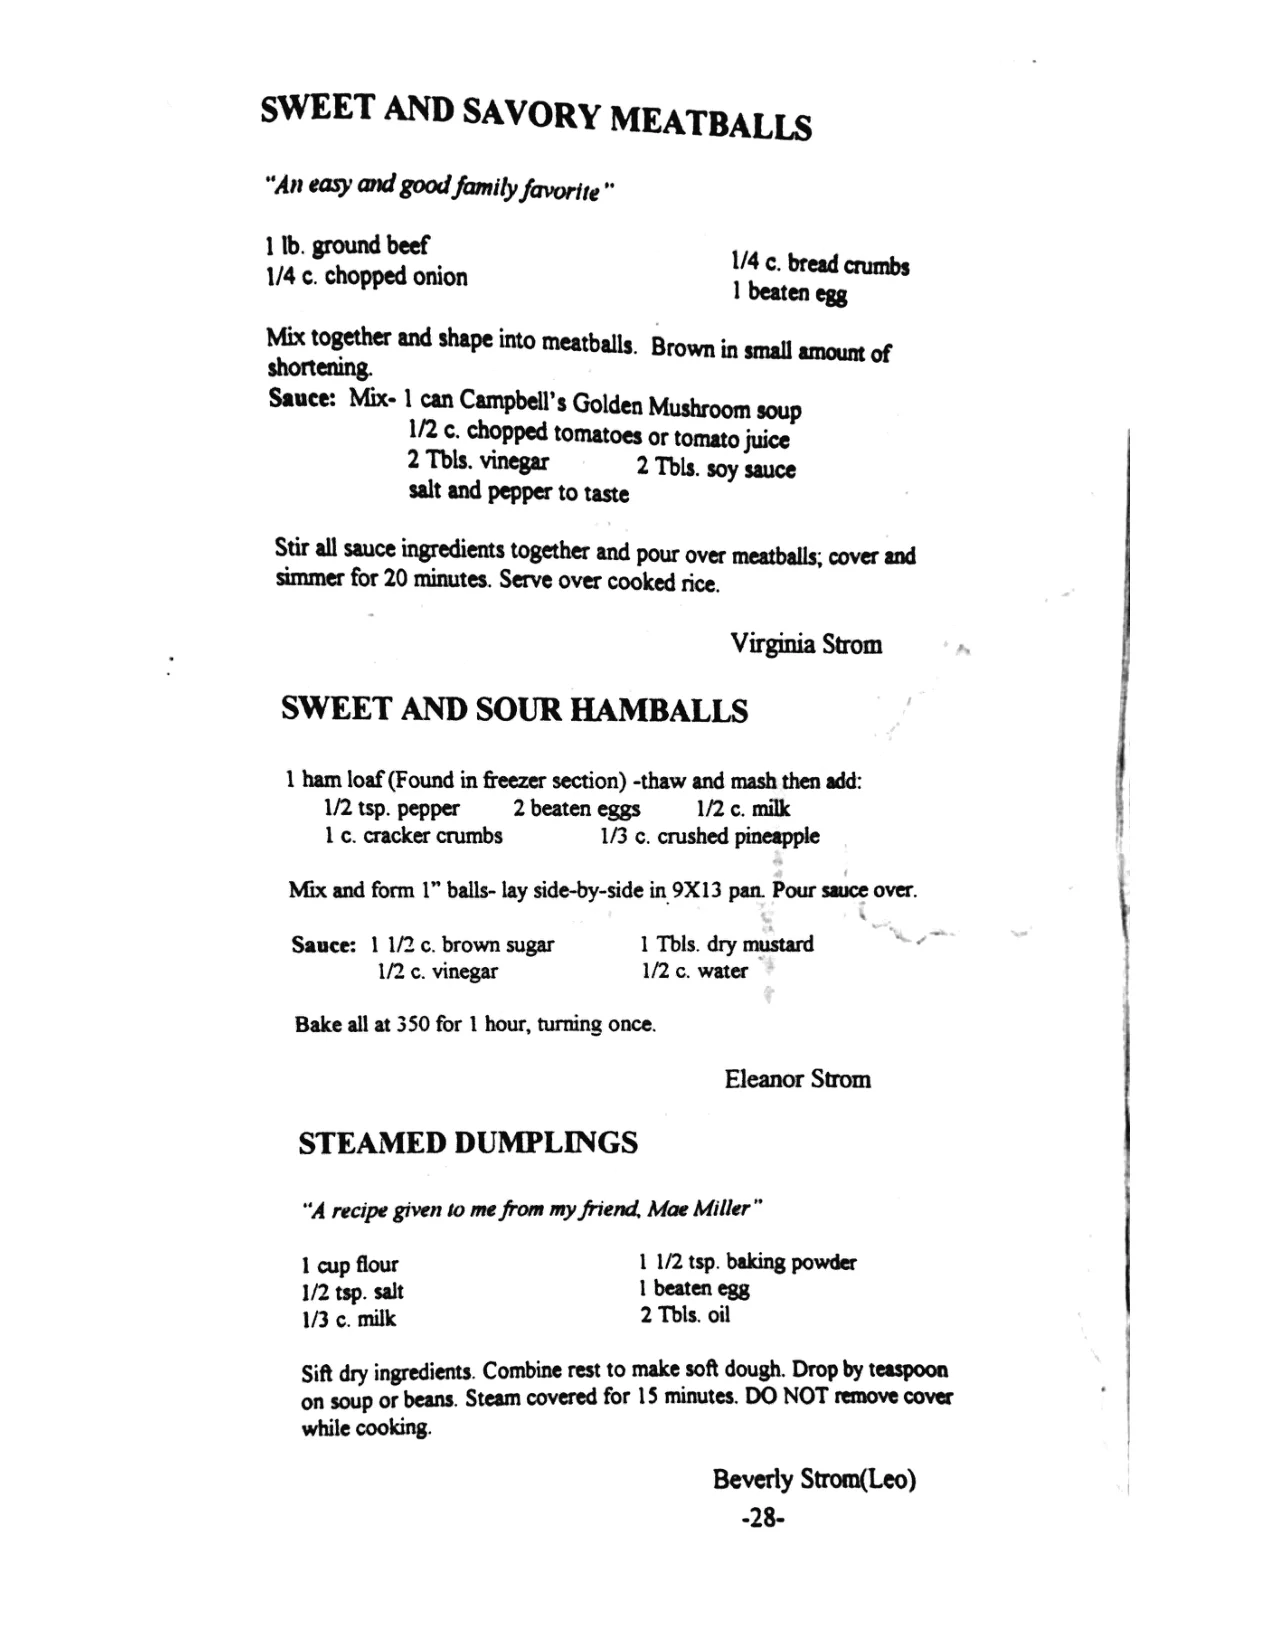 SWEET AND SAVORY MEATBALLS
"An easy and good family favorite"
1 lb. ground beef 1/4 c. bread crumbs
1/4 c. chopped onion 1 beaten egg
Mix together and shape into meatballs. Brown in small amount of
shortening.
Sauce: Mix- 1 can Campbell's Golden Mushroom soup
1/2 c. chopped tomatoes or tomato juice
2 Tbls. vinegar 2 Tbls. soy sauce
salt and pepper to taste
Stir all sauce ingredients together and pour over meatballs; cover and
simmer for 20 minutes. Serve over cooked rice.
Virginia Strom
SWEET AND SOUR HAMBALLS
1 ham loaf (Found in freezer section) -thaw and mash then add:
1/2 tsp. pepper 2 beaten eggs 1/2 c. milk
1 c. cracker crumbs 1/3 c. crushed pineapple
Mix and form 1" balls- lay side-by-side in 9X13 pan. Pour sauce over.
Sauce: 1 1/2 c. brown sugar 1 Tbls. dry mustard
1/2 c. vinegar 1/2 c. water
Bake all at 350 for 1 hour, turning once.
Eleanor Strom
STEAMED DUMPLINGS
"A recipe given to me from my friend, Mae Miller"
1 cup flour 1 1/2 tsp. baking powder
1/2 tsp. salt 1 beaten egg
1/3 c. milk 2 Tbls. oil
Sift dry ingredients. Combine rest to make soft dough. Drop by teaspoon
on soup or beans. Steam covered for 15 minutes. DO NOT remove cover
while cooking.
Beverly Strom(Leo)
-28-